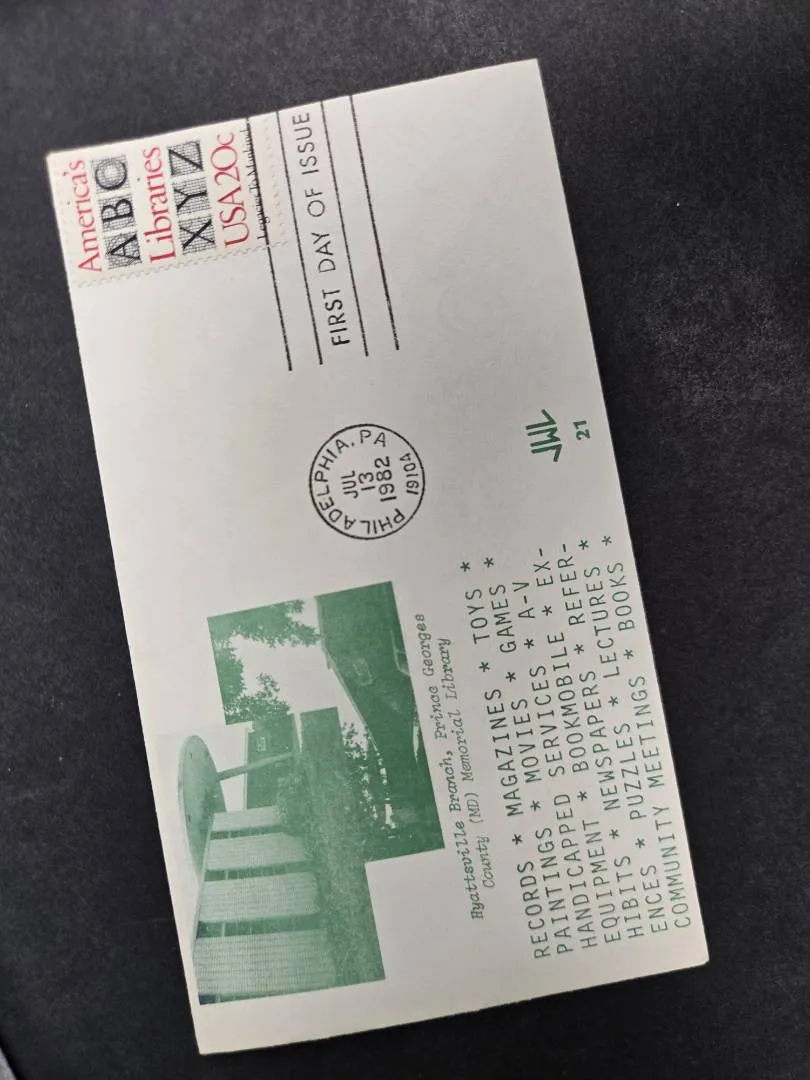 America's
ABC
Libraries
XYZ
USA 20c
Legacies To Mankind
FIRST DAY OF ISSUE
PHILADELPHIA, PA
JUL
13
1982
19104
Hyattsville Branch, Prince Georges
County (MD) Memorial Library
RECORDS * MAGAZINES * TOYS *
PAINTINGS * MOVIES * GAMES *
HANDICAPPED SERVICES * A-V
EQUIPMENT * BOOKMOBILE * EX-
HIBITS * NEWSPAPERS * REFER-
ENCES * PUZZLES * LECTURES *
COMMUNITY MEETINGS * BOOKS *
JWL
21